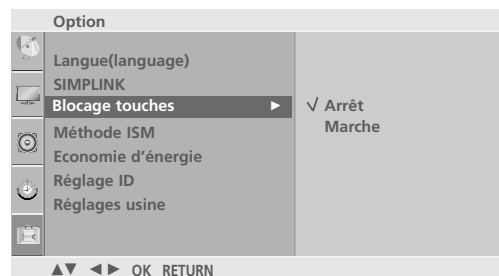 Option
Langue(language)
SIMPLINK
Blocage touches ►
√ Arrêt
Marche
Méthode ISM
Economie d'énergie
Réglage ID
Réglages usine
▲▼ ◄► OK RETURN